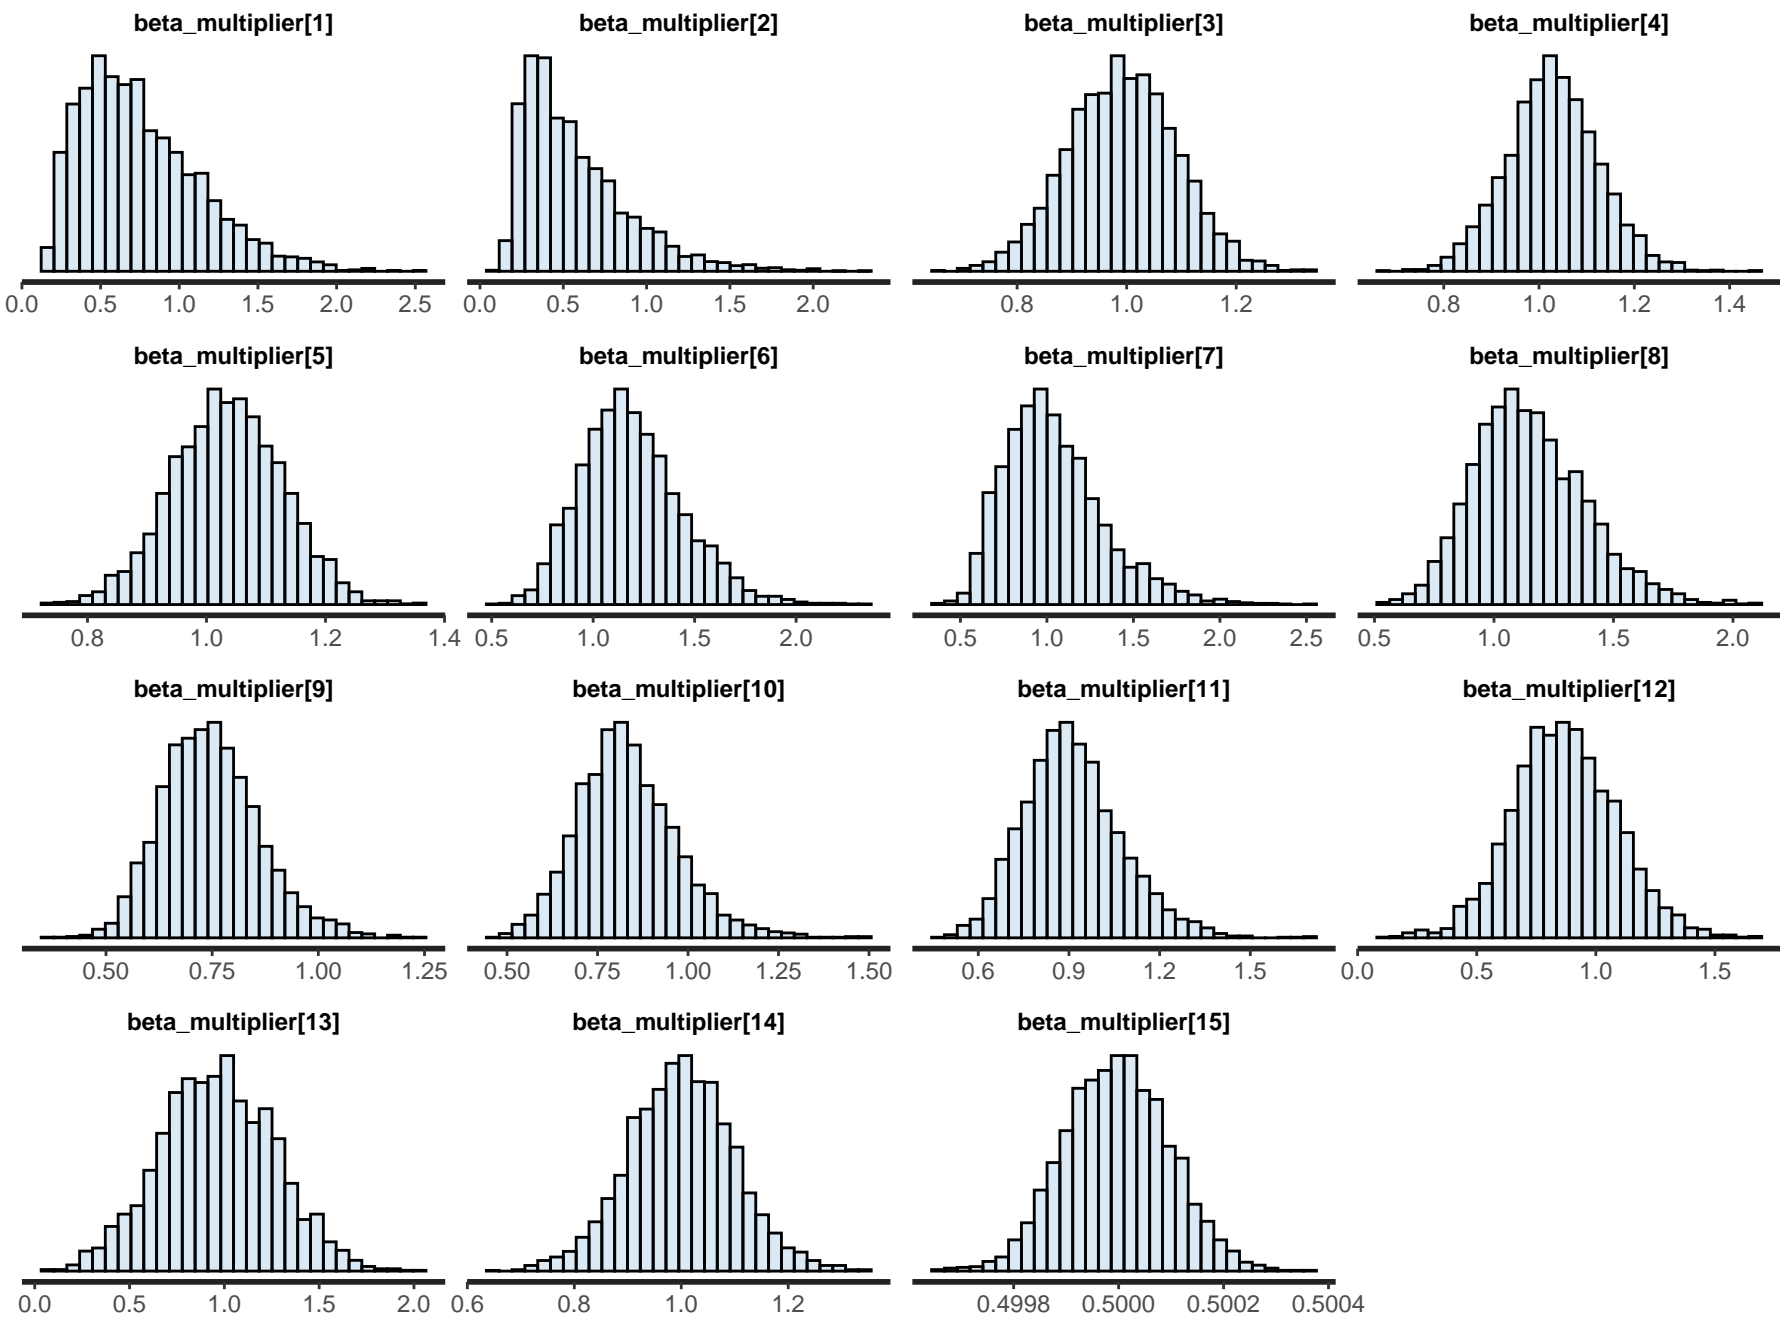 beta_multiplier[1] beta_multiplier[2] beta_multiplier[3] beta_multiplier[4]
0.0 0.5 1.0 1.5 2.0 2.5 0.0 0.5 1.0 1.5 2.0 0.8 1.0 1.2 0.8 1.0 1.2 1.4
beta_multiplier[5] beta_multiplier[6] beta_multiplier[7] beta_multiplier[8]
0.8 1.0 1.2 1.4 0.5 1.0 1.5 2.0 0.5 1.0 1.5 2.0 2.5 0.5 1.0 1.5 2.0
beta_multiplier[9] beta_multiplier[10] beta_multiplier[11] beta_multiplier[12]
0.50 0.75 1.00 1.25 0.50 0.75 1.00 1.25 1.50 0.6 0.9 1.2 1.5 0.0 0.5 1.0 1.5
beta_multiplier[13] beta_multiplier[14] beta_multiplier[15]
0.0 0.5 1.0 1.5 2.0 0.6 0.8 1.0 1.2 0.4998 0.5000 0.5002 0.5004